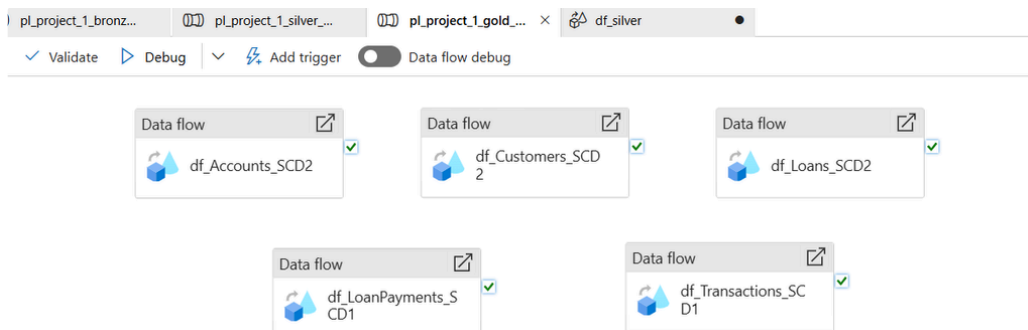 pl_project_1_bronz...
pl_project_1_silver_...
pl_project_1_gold_...
df_silver
Validate
Debug
Add trigger
Data flow debug
Data flow
df_Accounts_SCD2
Data flow
df_Customers_SCD
2
Data flow
df_Loans_SCD2
Data flow
df_LoanPayments_S
CD1
Data flow
df_Transactions_SC
D1